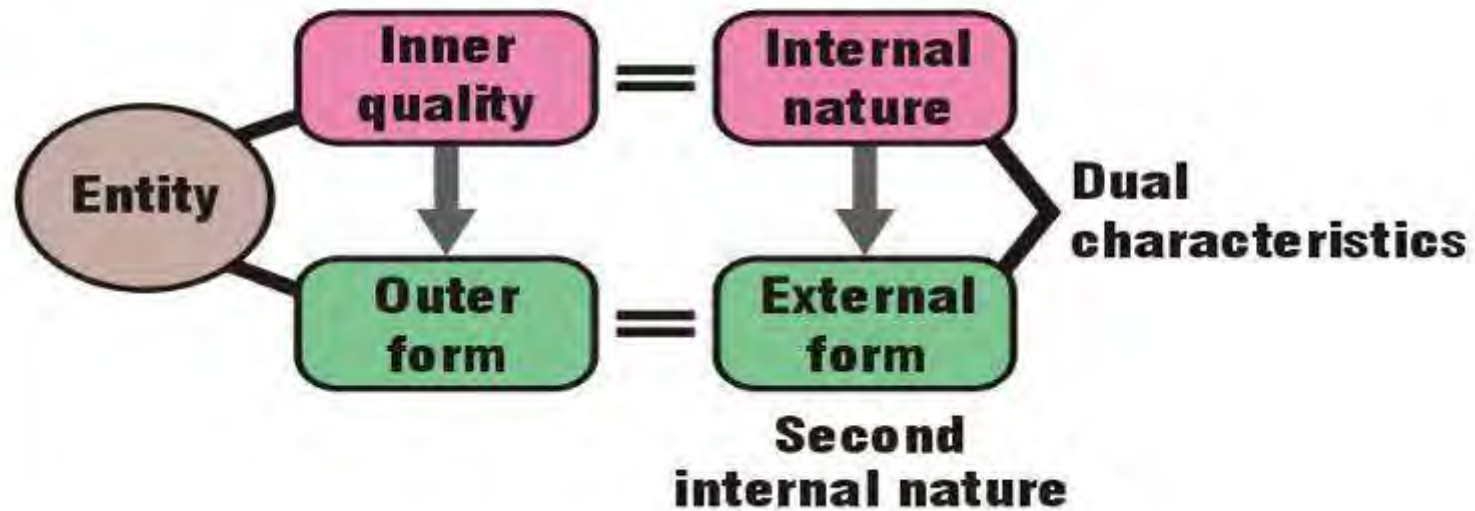 Inner
quality
=
Internal
nature
Entity
Dual
characteristics
Outer
form
=
External
form
Second
internal nature